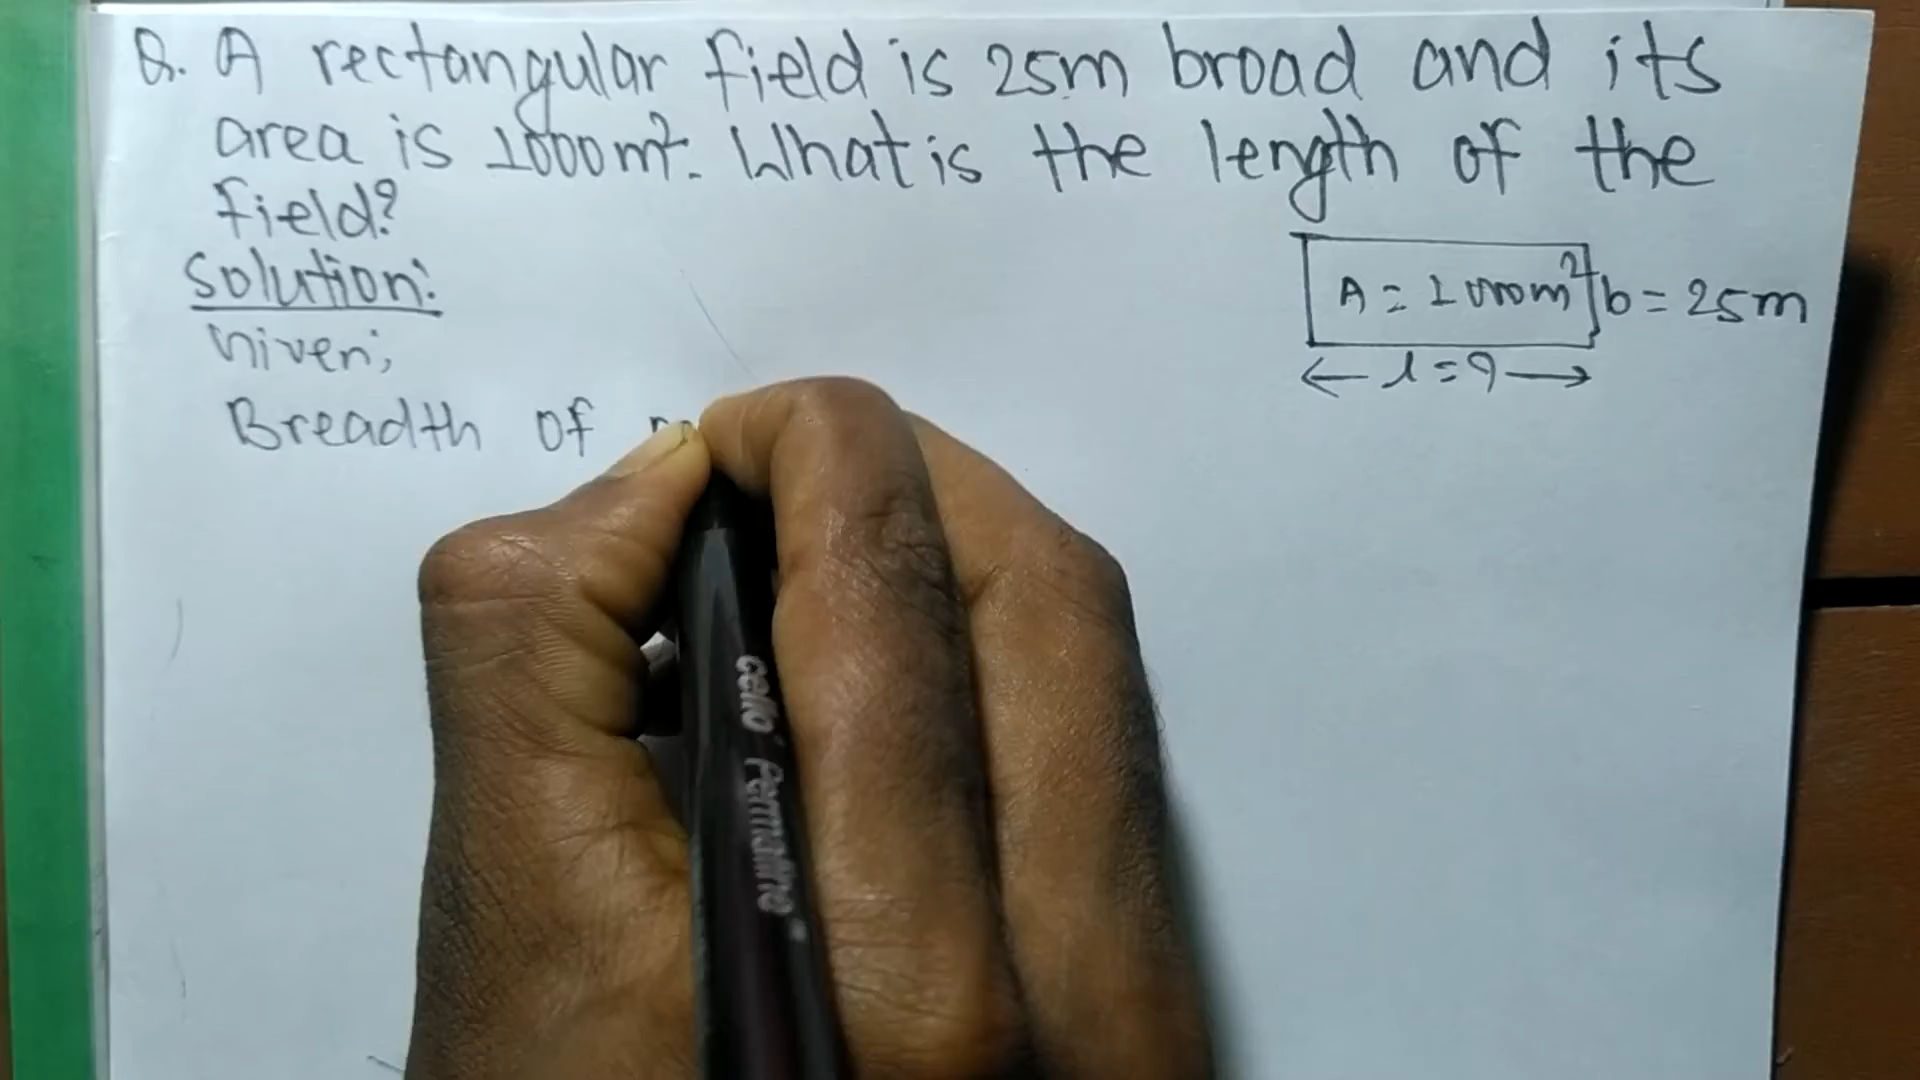 Q. A rectangular field is 25m broad and its
area is 1000m². What is the length of the
field?
Solution:
Given;
Breadth of
A = 1000m² b = 25m
l = ?
cello Permaline